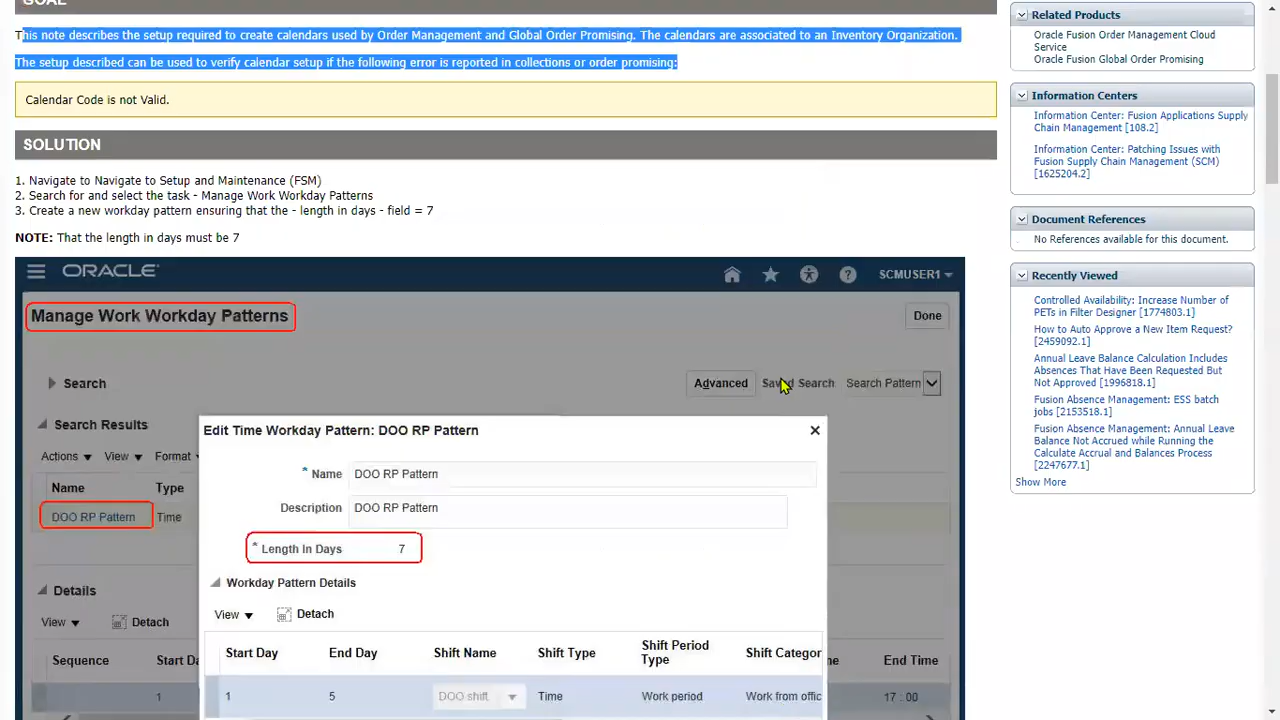 GOAL
This note describes the setup required to create calendars used by Order Management and Global Order Promising. The calendars are associated to an Inventory Organization.
The setup described can be used to verify calendar setup if the following error is reported in collections or order promising:
Calendar Code is not Valid.
SOLUTION
1. Navigate to Navigate to Setup and Maintenance (FSM)
2. Search for and select the task - Manage Work Workday Patterns
3. Create a new workday pattern ensuring that the - length in days - field = 7
NOTE: That the length in days must be 7
ORACLE
SCMUSER1
Manage Work Workday Patterns
Done
Search
Advanced
Saved Search
Search Pattern
Search Results
Actions View Format
Name Type
DOO RP Pattern Time
Details
View Detach
Sequence Start Da
1
Edit Time Workday Pattern: DOO RP Pattern
* Name DOO RP Pattern
Description DOO RP Pattern
* Length In Days 7
Workday Pattern Details
View Detach
Start Day End Day Shift Name Shift Type Shift Period Type Shift Categor
1 5 DOO shift Time Work period Work from offic
me End Time
17 : 00
Related Products
Oracle Fusion Order Management Cloud
Service
Oracle Fusion Global Order Promising
Information Centers
Information Center: Fusion Applications Supply
Chain Management [108.2]
Information Center: Patching Issues with
Fusion Supply Chain Management (SCM)
[1625204.2]
Document References
No References available for this document.
Recently Viewed
Controlled Availability: Increase Number of
PETs in Filter Designer [1774803.1]
How to Auto Approve a New Item Request?
[2459092.1]
Annual Leave Balance Calculation Includes
Absences That Have Been Requested But
Not Approved [1996818.1]
Fusion Absence Management: ESS batch
jobs [2153518.1]
Fusion Absence Management: Annual Leave
Balance Not Accrued while Running the
Calculate Accrual and Balances Process
[2247677.1]
Show More